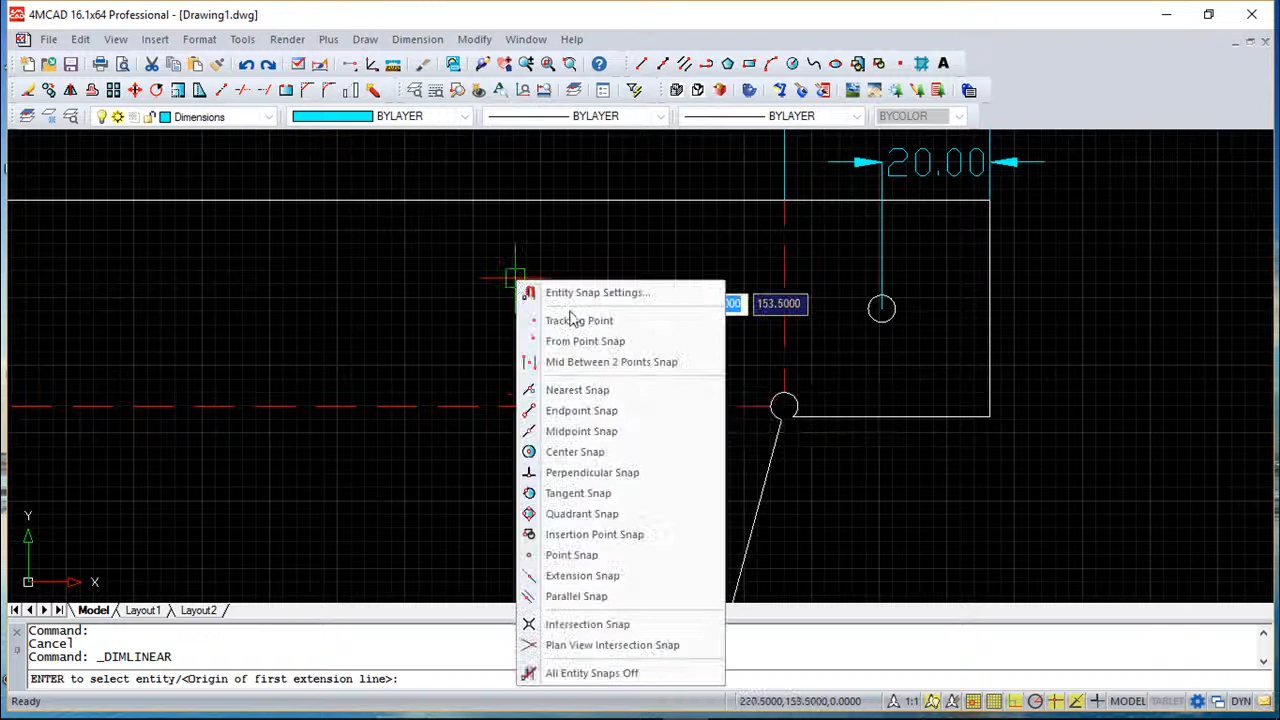 4MCAD 16.1x64 Professional - [Drawing1.dwg]
File Edit View Insert Format Tools Render Plus Draw Dimension Modify Window Help
Dimensions BYLAYER BYLAYER BYLAYER BYCOLOR
20.00
Entity Snap Settings...
153.5000
Tracking Point
From Point Snap
Mid Between 2 Points Snap
Nearest Snap
Endpoint Snap
Midpoint Snap
Center Snap
Perpendicular Snap
Tangent Snap
Quadrant Snap
Insertion Point Snap
Point Snap
Extension Snap
Parallel Snap
Intersection Snap
Plan View Intersection Snap
All Entity Snaps Off
Y
X
Model Layout1 Layout2
Command:
Cancel
Command: _DIMLINEAR
ENTER to select entity/<Origin of first extension line>:
Ready 220.5000,153.5000,0.0000 1:1 MODEL TABLET DYN